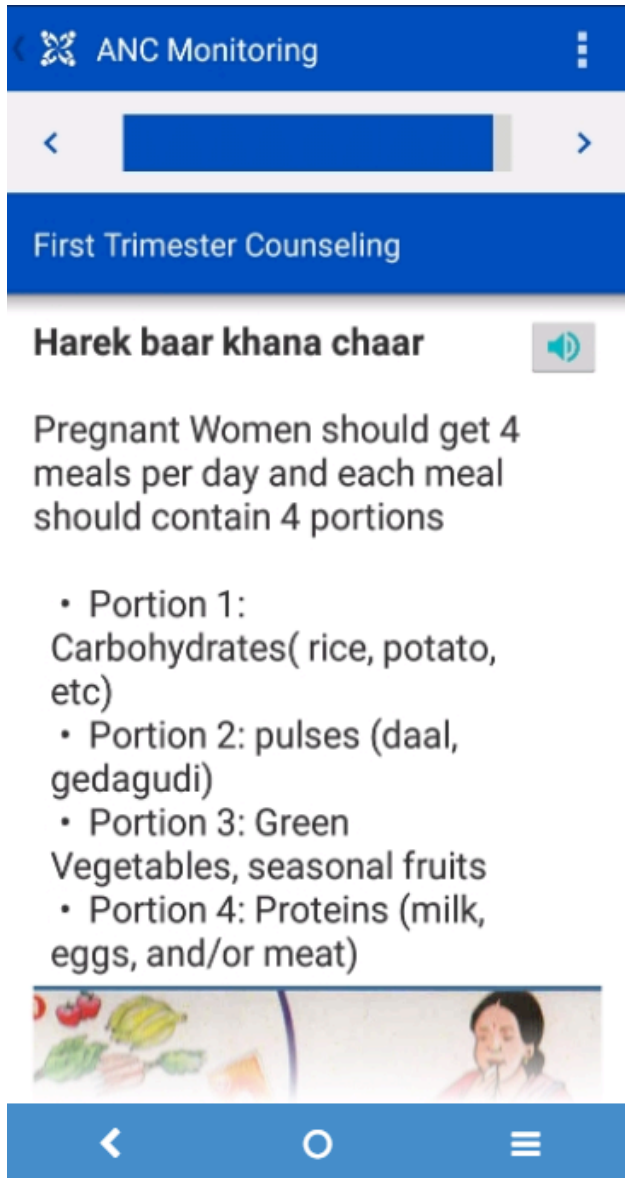 ANC Monitoring
First Trimester Counseling
Harek baar khana chaar
Pregnant Women should get 4
meals per day and each meal
should contain 4 portions
• Portion 1:
Carbohydrates( rice, potato,
etc)
• Portion 2: pulses (daal,
gedagudi)
• Portion 3: Green
Vegetables, seasonal fruits
• Portion 4: Proteins (milk,
eggs, and/or meat)